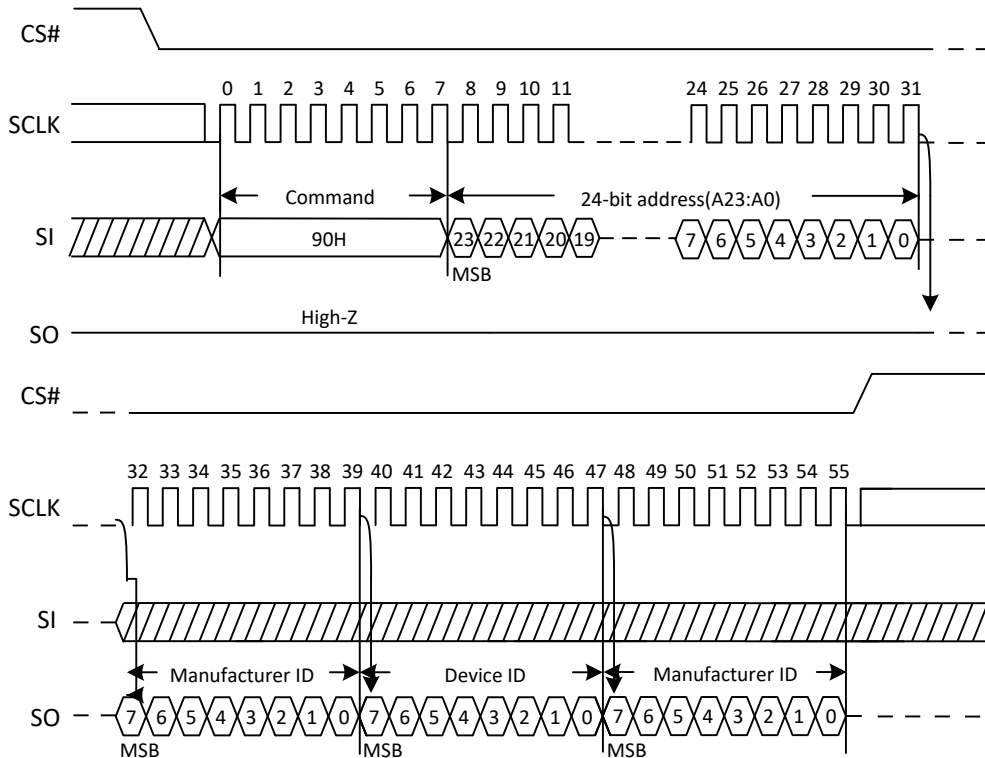 CS#
0 1 2 3 4 5 6 7 8 9 10 11 24 25 26 27 28 29 30 31
SCLK
Command 24-bit address(A23:A0)
SI 90H 23 22 21 20 19 7 6 5 4 3 2 1 0
MSB
High-Z
SO
CS#
32 33 34 35 36 37 38 39 40 41 42 43 44 45 46 47 48 49 50 51 52 53 54 55
SCLK
SI
Manufacturer ID Device ID Manufacturer ID
SO 7 6 5 4 3 2 1 0 7 6 5 4 3 2 1 0 7 6 5 4 3 2 1 0
MSB MSB MSB